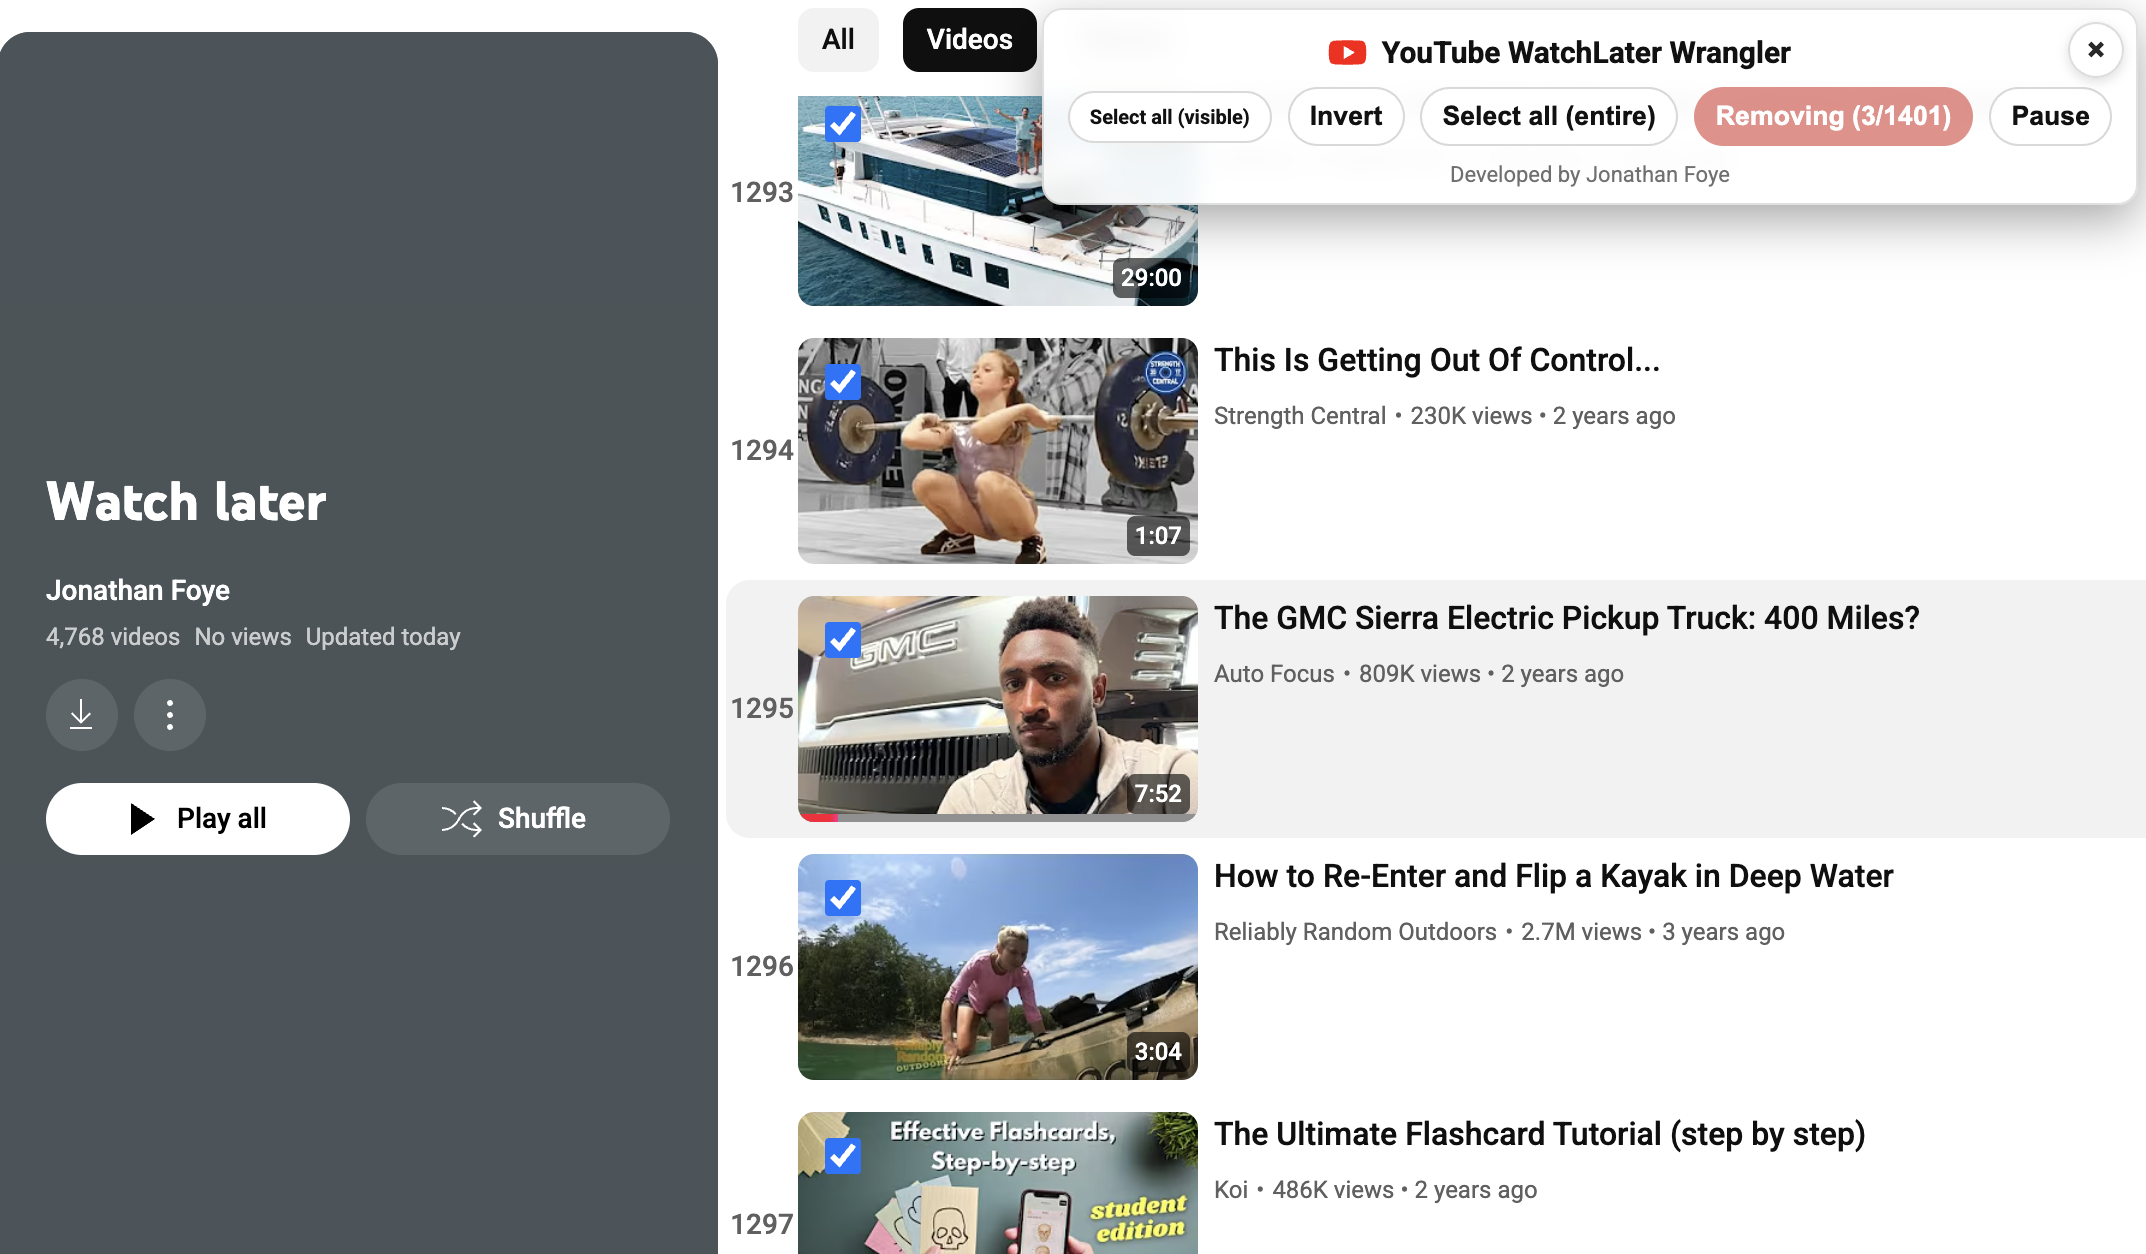 All
Videos
YouTube WatchLater Wrangler
Select all (visible)
Invert
Select all (entire)
Removing (3/1401)
Pause
Developed by Jonathan Foye
Watch later
Jonathan Foye
4,768 videos No views Updated today
Play all
Shuffle
1293
29:00
1294
STRENGTH
CENTRAL
1:07
This Is Getting Out Of Control...
Strength Central • 230K views • 2 years ago
1295
GMC
7:52
The GMC Sierra Electric Pickup Truck: 400 Miles?
Auto Focus • 809K views • 2 years ago
1296
Reliably
Random
OUTDOORS
3:04
How to Re-Enter and Flip a Kayak in Deep Water
Reliably Random Outdoors • 2.7M views • 3 years ago
1297
Effective Flashcards,
Step-by-step
student
edition
The Ultimate Flashcard Tutorial (step by step)
Koi • 486K views • 2 years ago